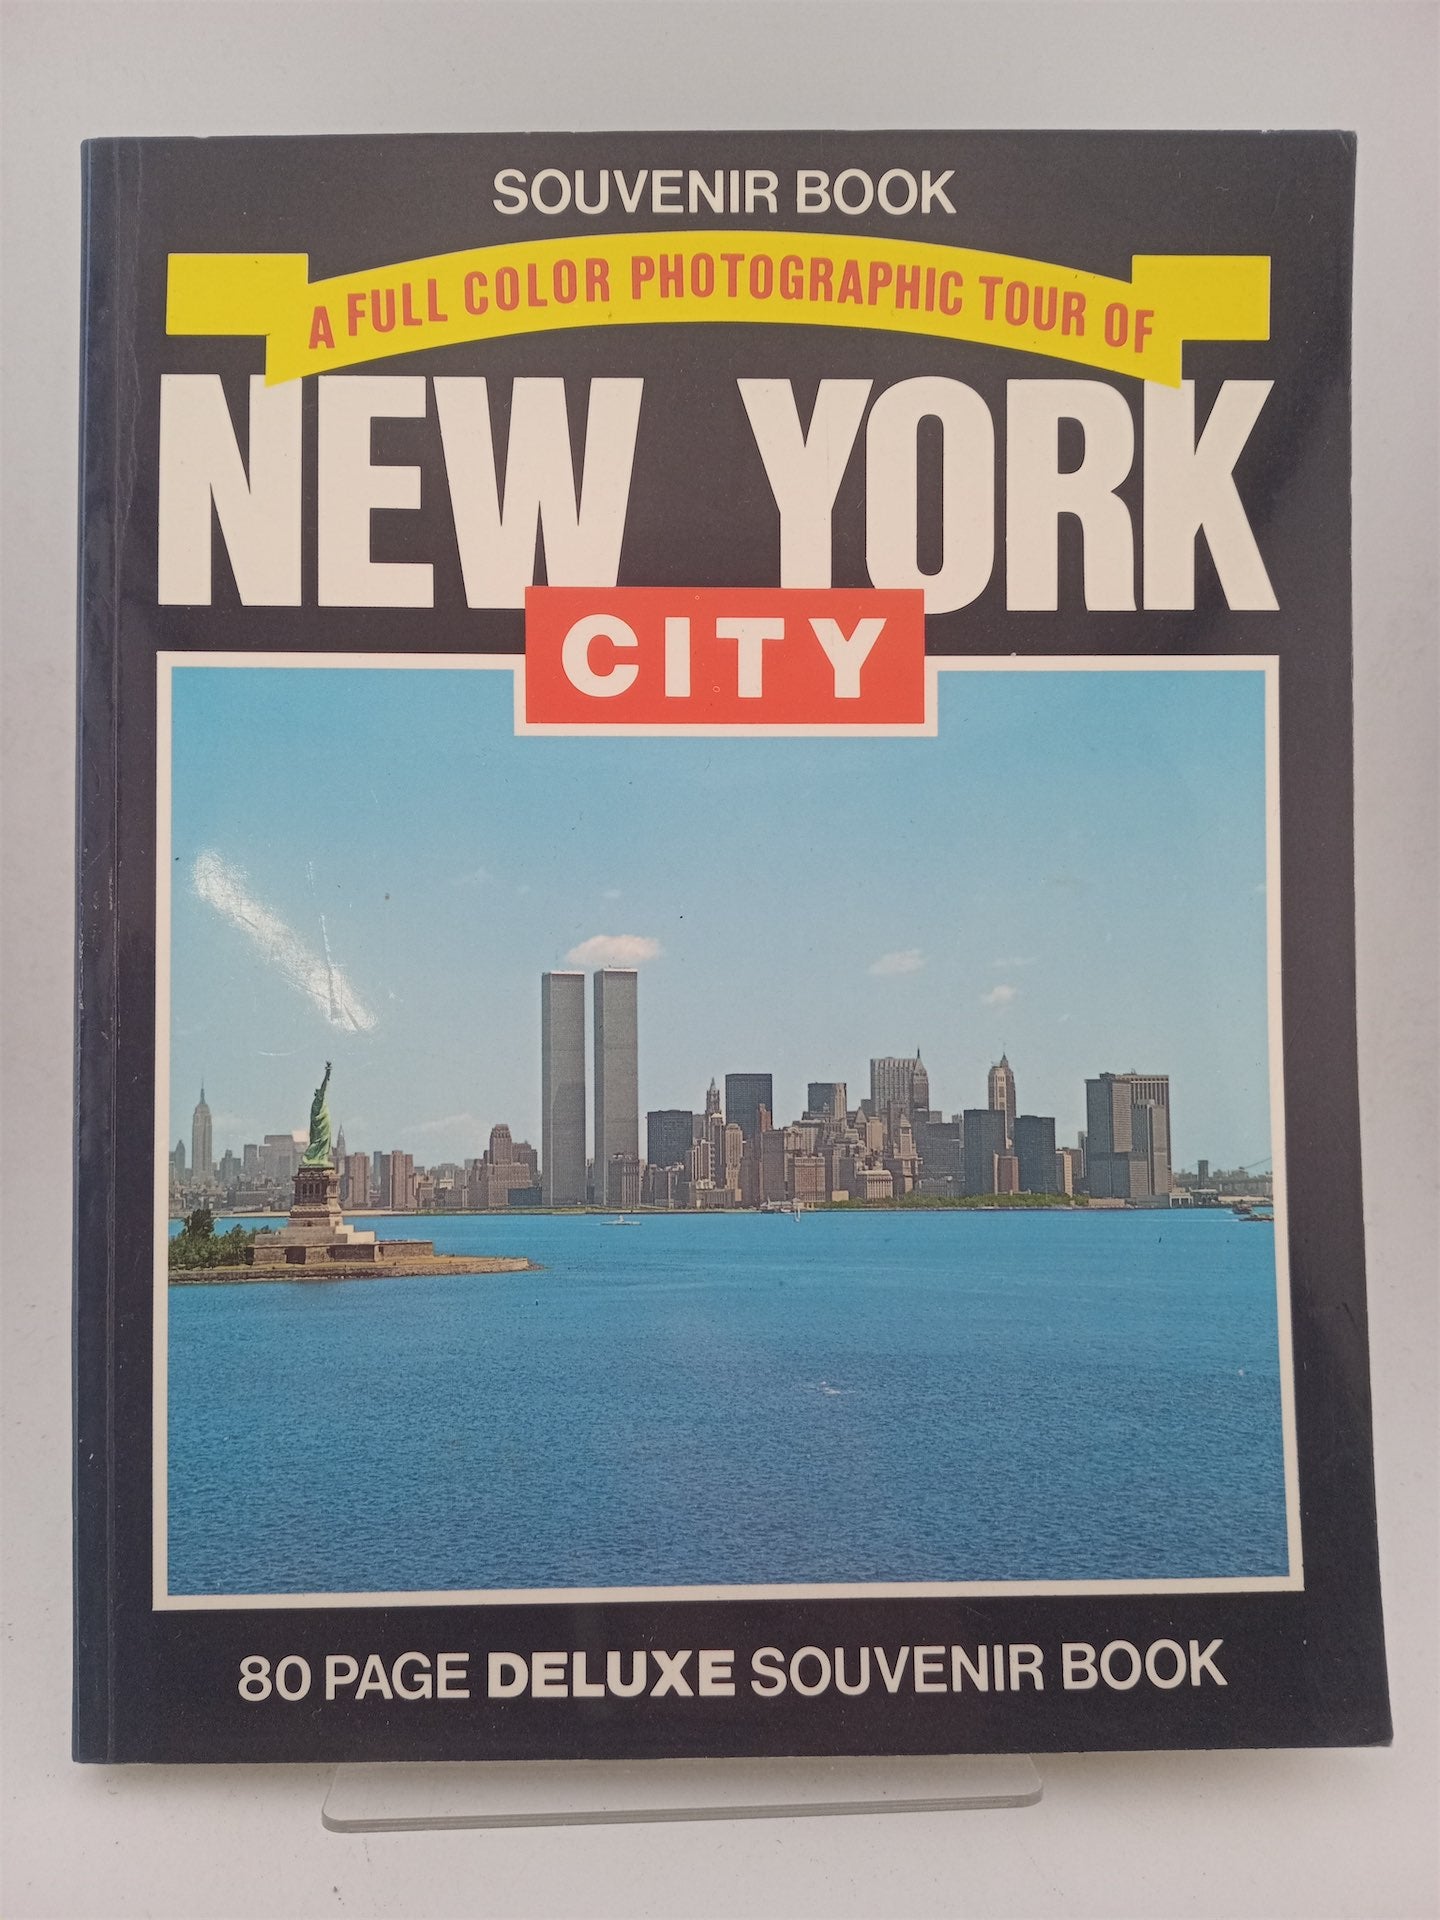 SOUVENIR BOOK
A FULL COLOR PHOTOGRAPHIC TOUR OF
NEW YORK
CITY
80 PAGE DELUXE SOUVENIR BOOK